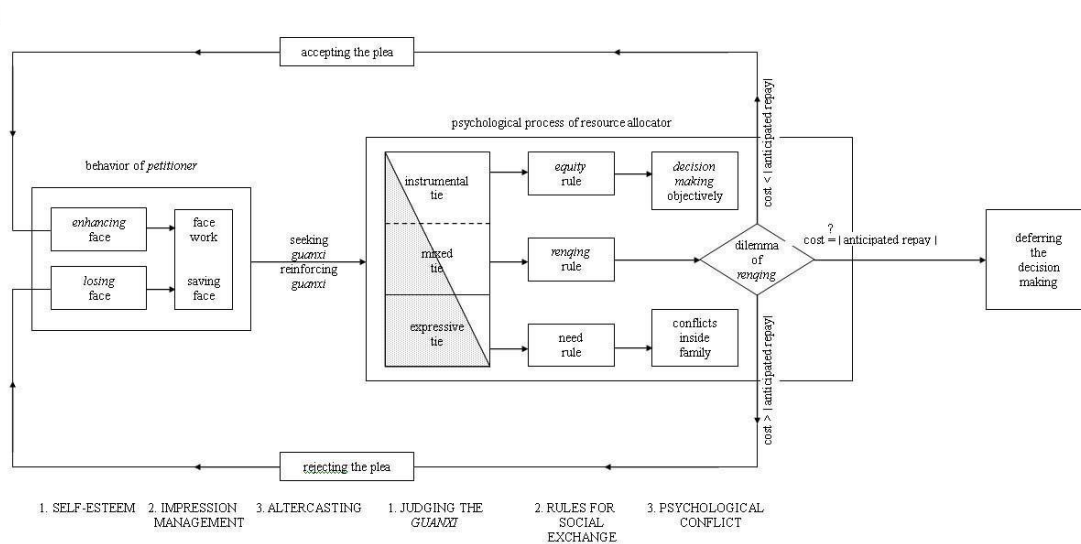 accepting the plea
psychological process of resource allocator
behavior of petitioner
enhancing
face
face
work
losing
face
saving
face
seeking
guanxi
reinforcing
guanxi
instrumental
tie
mixed
tie
expressive
tie
equity
rule
decision
making
objectively
renqing
rule
need
rule
conflicts
inside
family
dilemma
of
renqing
cost < | anticipated repay|
?
cost = | anticipated repay |
cost > | anticipated repay|
deferring
the
decision
making
rejecting the plea
1. SELF-ESTEEM
2. IMPRESSION
MANAGEMENT
3. ALTERCASTING
1. JUDGING THE
GUANXI
2. RULES FOR
SOCIAL
EXCHANGE
3. PSYCHOLOGICAL
CONFLICT